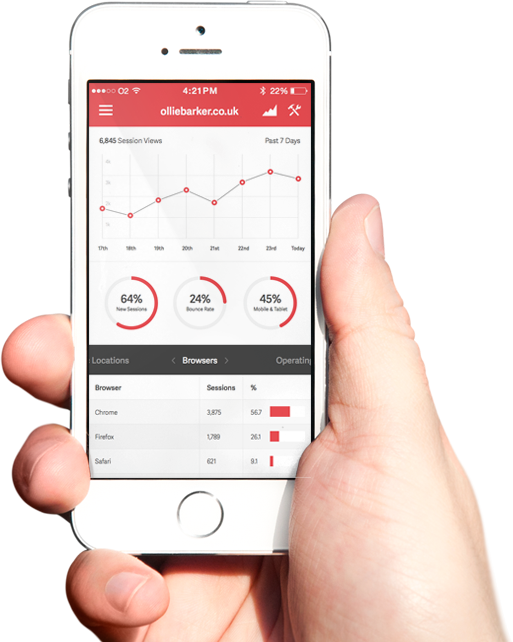 O2 4:21 PM 22%
olliebarker.co.uk
6,845 Session Views Past 7 Days
17th 18th 19th 20th 21st 22nd 23rd Today
64% 24% 45%
New Sessions Bounce Rate Mobile & Tablet
Locations < Browsers > Operating
Browser Sessions %
Chrome 3,875 56.7
Firefox 1,789 26.1
Safari 621 9.1